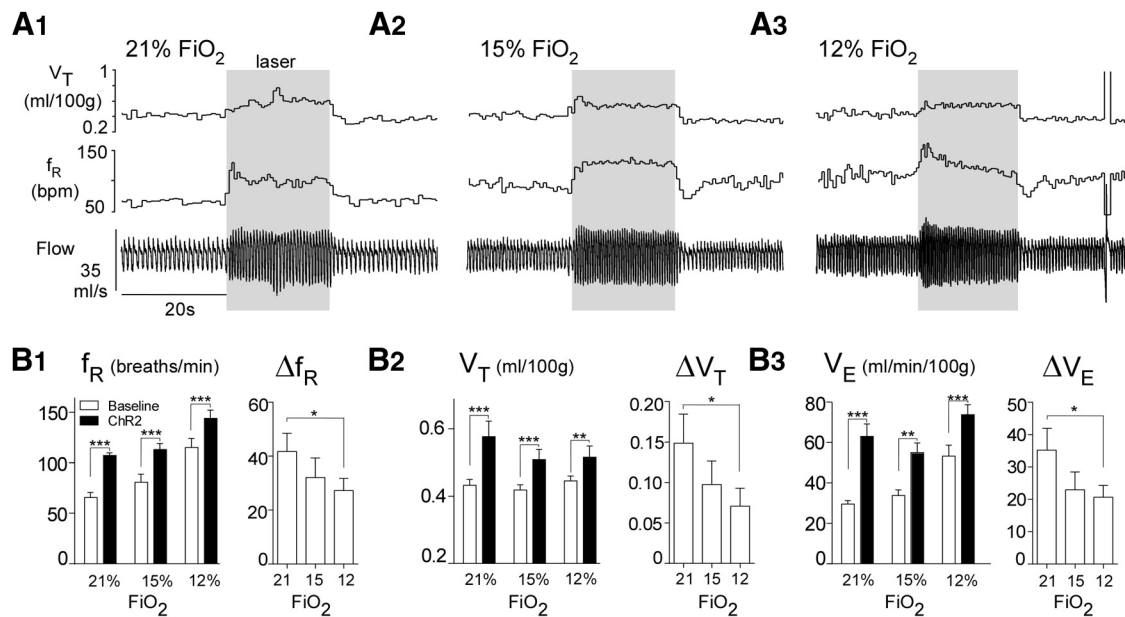 A1
A2
A3
21% FiO2
15% FiO2
12% FiO2
laser
VT
(ml/100g)
1
0.2
fR
(bpm)
150
50
Flow
35
ml/s
20s
B1
fR (breaths/min)
ΔfR
B2
VT (ml/100g)
ΔVT
B3
VE (ml/min/100g)
ΔVE
Baseline
ChR2
150
100
50
0
***
***
***
21%
15%
12%
FiO2
60
40
20
0
*
21
15
12
FiO2
0.6
0.4
0.2
***
***
**
21%
15%
12%
FiO2
0.20
0.15
0.10
0.05
0
*
21
15
12
FiO2
80
60
40
20
0
***
**
***
21%
15%
12%
FiO2
50
40
30
20
10
0
*
21
15
12
FiO2